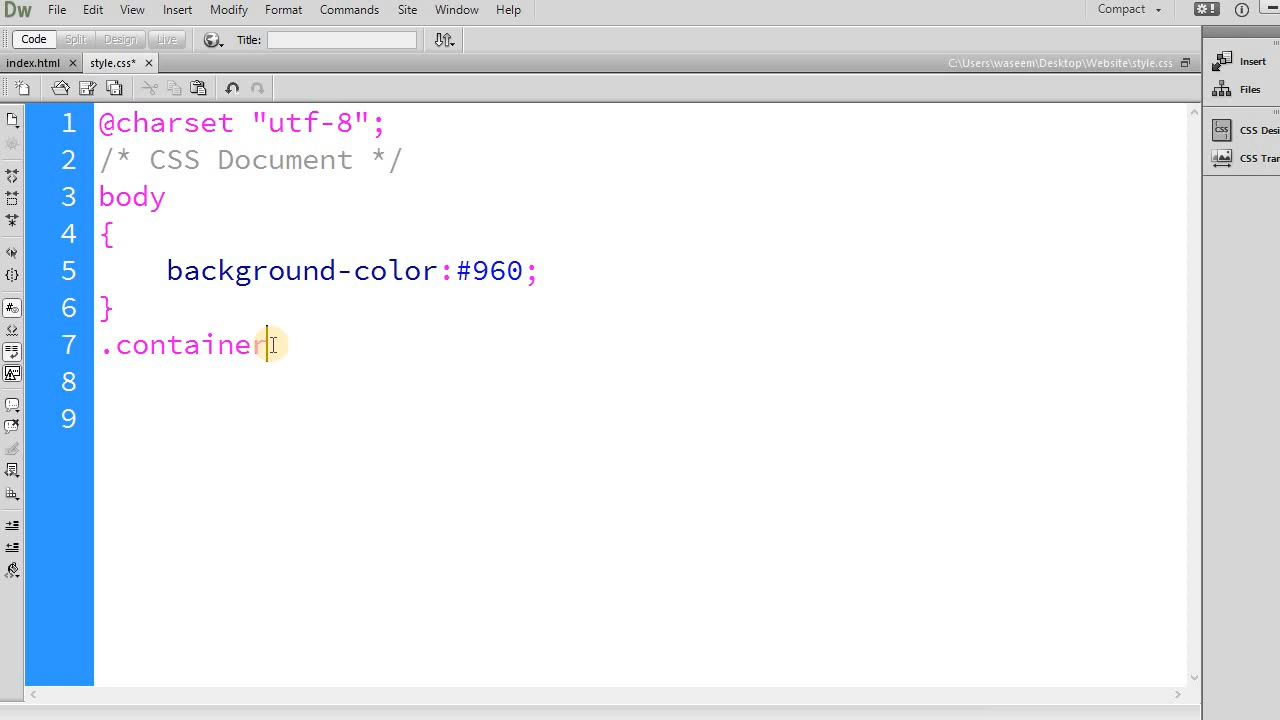 Dw File Edit View Insert Modify Format Commands Site Window Help Compact
Code Split Design Live Title:
index.html style.css* C:\Users\waseem\Desktop\Website\style.css
Insert
Files
CSS
CSS
1 @charset "utf-8";
2 /* CSS Document */
3 body
4 {
5 background-color:#960;
6 }
7 .container
8
9